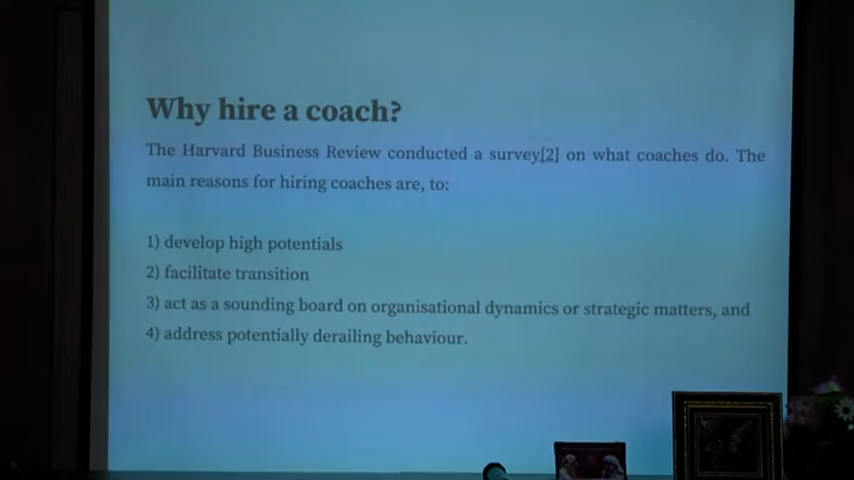 Why hire a coach?
The Harvard Business Review conducted a survey[2] on what coaches do. The
main reasons for hiring coaches are, to:
1) develop high potentials
2) facilitate transition
3) act as a sounding board on organisational dynamics or strategic matters, and
4) address potentially derailing behaviour.